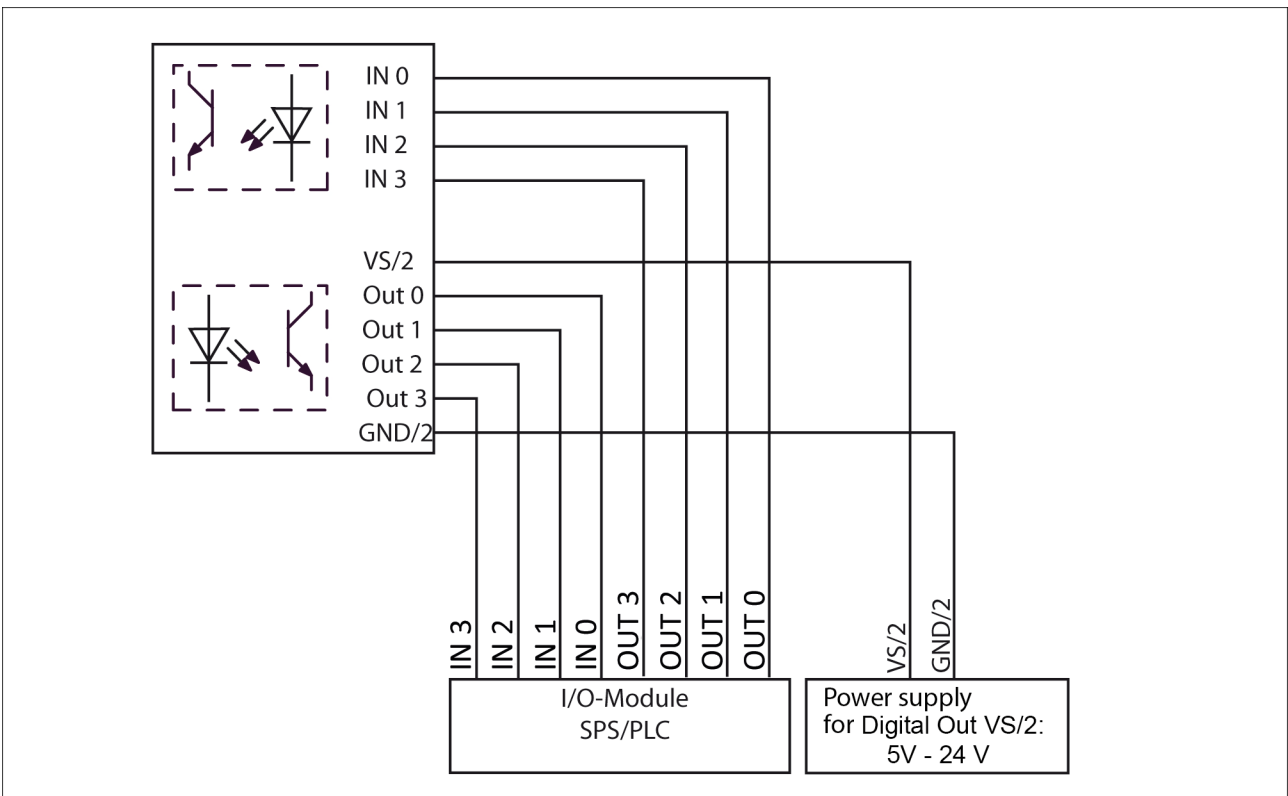 IN 0
IN 1
IN 2
IN 3
VS/2
Out 0
Out 1
Out 2
Out 3
GND/2
IN 3
IN 2
IN 1
IN 0
OUT 3
OUT 2
OUT 1
OUT 0
VS/2
GND/2
I/O-Module
SPS/PLC
Power supply
for Digital Out VS/2:
5V - 24 V